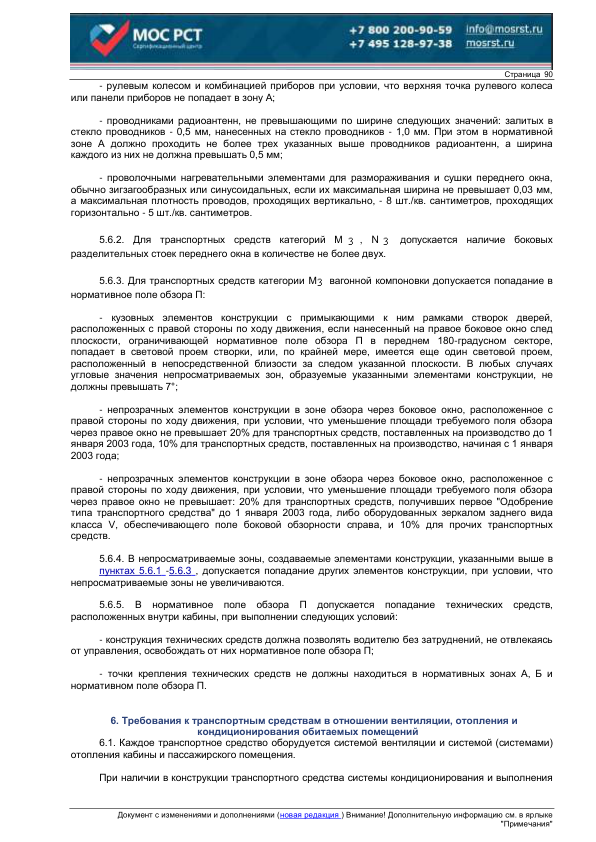 МОС РСТ
Сертификационный центр
+7 800 200-90-59 info@mosrst.ru
+7 495 128-97-38 mosrst.ru
Страница 90
- рулевым колесом и комбинацией приборов при условии, что верхняя точка рулевого колеса
или панели приборов не попадает в зону А;
- проводниками радиоантенн, не превышающими по ширине следующих значений: залитых в
стекло проводников - 0,5 мм, нанесенных на стекло проводников - 1,0 мм. При этом в нормативной
зоне А должно проходить не более трех указанных выше проводников радиоантенн, а ширина
каждого из них не должна превышать 0,5 мм;
- проволочными нагревательными элементами для размораживания и сушки переднего окна,
обычно зигзагообразных или синусоидальных, если их максимальная ширина не превышает 0,03 мм,
а максимальная плотность проводов, проходящих вертикально, - 8 шт./кв. сантиметров, проходящих
горизонтально - 5 шт./кв. сантиметров.
5.6.2. Для транспортных средств категорий M 3 , N 3 допускается наличие боковых
разделительных стоек переднего окна в количестве не более двух.
5.6.3. Для транспортных средств категории М3 вагонной компоновки допускается попадание в
нормативное поле обзора П:
- кузовных элементов конструкции с примыкающими к ним рамками створок дверей,
расположенных с правой стороны по ходу движения, если нанесенный на правое боковое окно след
плоскости, ограничивающей нормативное поле обзора П в переднем 180-градусном секторе,
попадает в световой проем створки, или, по крайней мере, имеется еще один световой проем,
расположенный в непосредственной близости за следом указанной плоскости. В любых случаях
угловые значения непросматриваемых зон, образуемые указанными элементами конструкции, не
должны превышать 7°;
- непрозрачных элементов конструкции в зоне обзора через боковое окно, расположенное с
правой стороны по ходу движения, при условии, что уменьшение площади требуемого поля обзора
через правое окно не превышает 20% для транспортных средств, поставленных на производство до 1
января 2003 года, 10% для транспортных средств, поставленных на производство, начиная с 1 января
2003 года;
- непрозрачных элементов конструкции в зоне обзора через боковое окно, расположенное с
правой стороны по ходу движения, при условии, что уменьшение площади требуемого поля обзора
через правое окно не превышает: 20% для транспортных средств, получивших первое "Одобрение
типа транспортного средства" до 1 января 2003 года, либо оборудованных зеркалом заднего вида
класса V, обеспечивающего поле боковой обзорности справа, и 10% для прочих транспортных
средств.
5.6.4. В непросматриваемые зоны, создаваемые элементами конструкции, указанными выше в
пунктах 5.6.1 -5.6.3 , допускается попадание других элементов конструкции, при условии, что
непросматриваемые зоны не увеличиваются.
5.6.5. В нормативное поле обзора П допускается попадание технических средств,
расположенных внутри кабины, при выполнении следующих условий:
- конструкция технических средств должна позволять водителю без затруднений, не отвлекаясь
от управления, освобождать от них нормативное поле обзора П;
- точки крепления технических средств не должны находиться в нормативных зонах А, Б и
нормативном поле обзора П.
6. Требования к транспортным средствам в отношении вентиляции, отопления и
кондиционирования обитаемых помещений
6.1. Каждое транспортное средство оборудуется системой вентиляции и системой (системами)
отопления кабины и пассажирского помещения.
При наличии в конструкции транспортного средства системы кондиционирования и выполнения
Документ с изменениями и дополнениями (новая редакция ) Внимание! Дополнительную информацию см. в ярлыке
"Примечания"